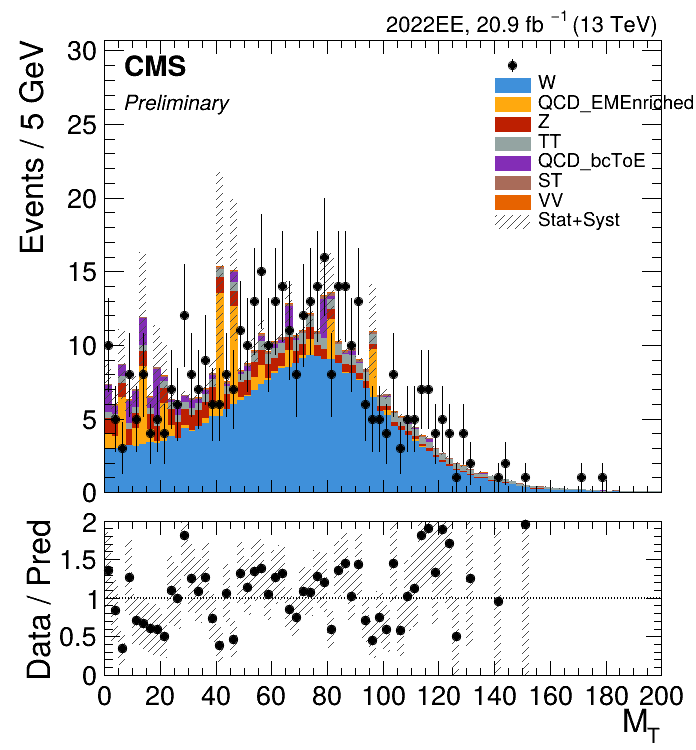 2022EE, 20.9 fb⁻¹ (13 TeV)
Events / 5 GeV
30
25
20
15
10
5
0
CMS
Preliminary
W
QCD_EMEnriched
Z
TT
QCD_bcToE
ST
VV
Stat+Syst
Data / Pred
2
1.5
1
0.5
0
0 20 40 60 80 100 120 140 160 180 200
M_T